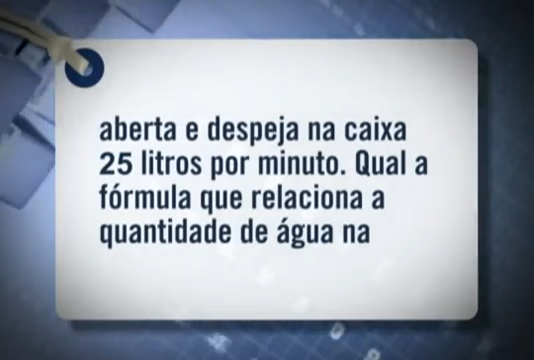 aberta e despeja na caixa
25 litros por minuto. Qual a
fórmula que relaciona a
quantidade de água na